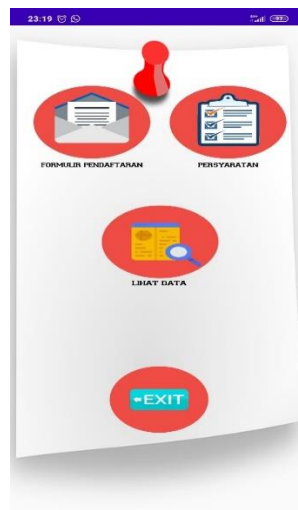 23:19
FORMULIR PENDAFTARAN
PERSYARATAN
LIHAT DATA
EXIT